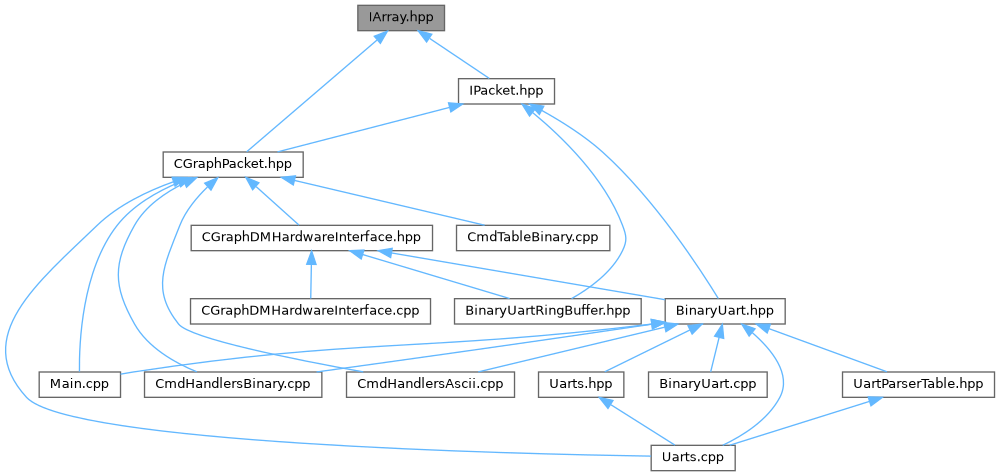 IArray.hpp
IPacket.hpp
CGraphPacket.hpp
CGraphDMHardwareInterface.hpp
CmdTableBinary.cpp
CGraphDMHardwareInterface.cpp
BinaryUartRingBuffer.hpp
BinaryUart.hpp
Main.cpp
CmdHandlersBinary.cpp
CmdHandlersAscii.cpp
Uarts.hpp
BinaryUart.cpp
UartParserTable.hpp
Uarts.cpp